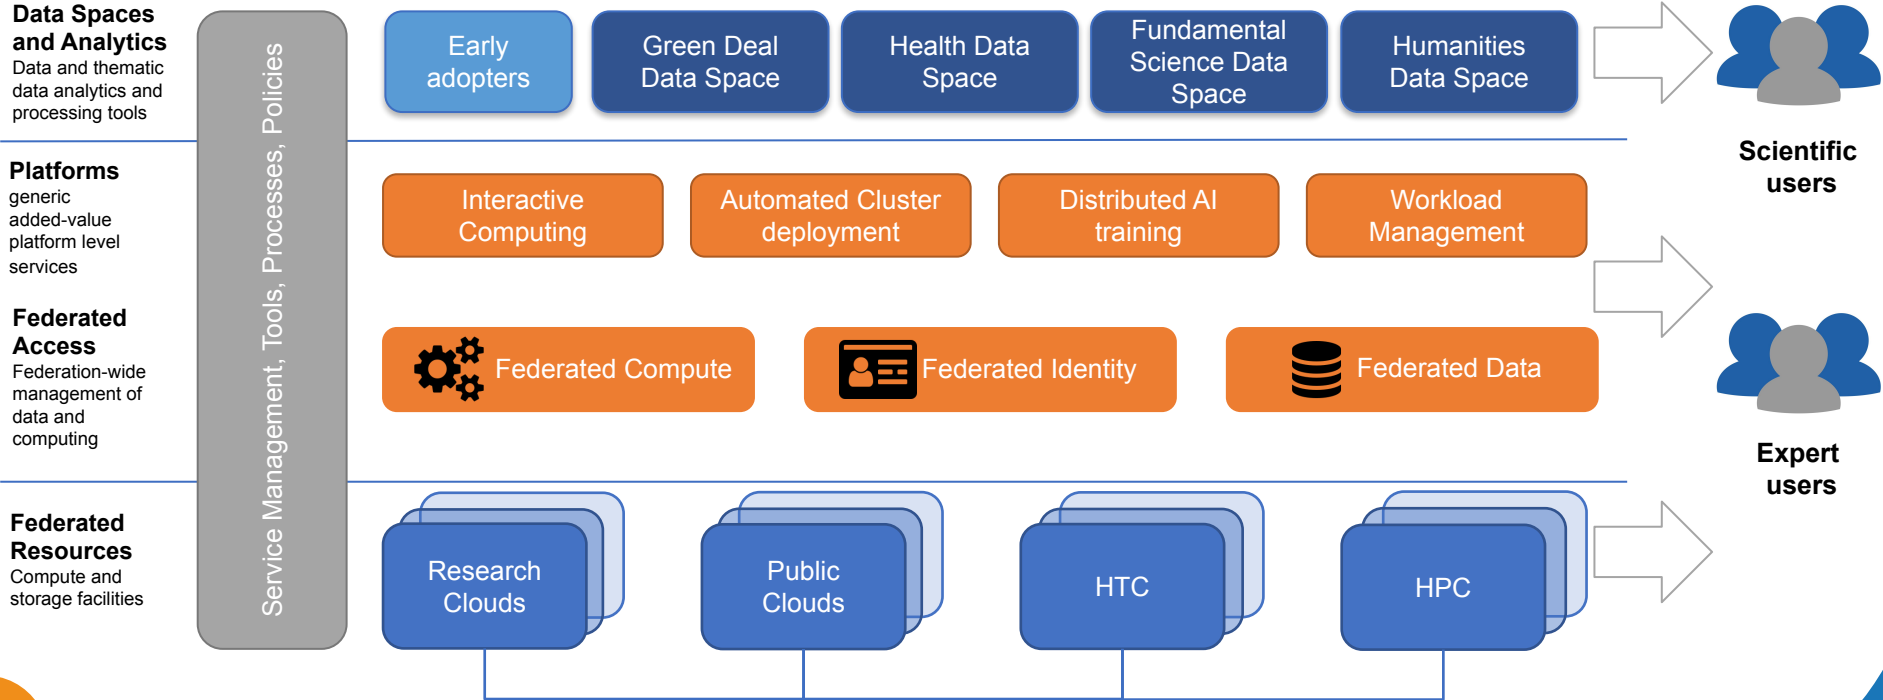 Data Spaces
and Analytics
Data and thematic
data analytics and
processing tools
Service Management, Tools, Processes, Policies
Early
adopters
Green Deal
Data Space
Health Data
Space
Fundamental
Science Data
Space
Humanities
Data Space
Scientific
users
Platforms
generic
added-value
platform level
services
Interactive
Computing
Automated Cluster
deployment
Distributed AI
training
Workload
Management
Federated
Access
Federation-wide
management of
data and
computing
Federated Compute
Federated Identity
Federated Data
Expert
users
Federated
Resources
Compute and
storage facilities
Research
Clouds
Public
Clouds
HTC
HPC